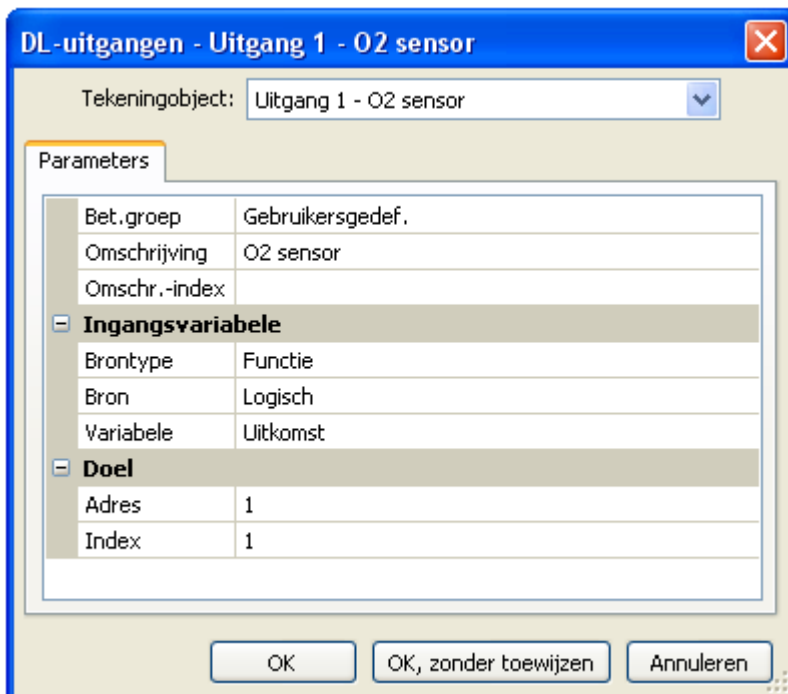 DL-uitgangen - Uitgang 1 - O2 sensor
Tekeningobject: Uitgang 1 - O2 sensor
Parameters
Bet.groep Gebruikersgedef.
Omschrijving O2 sensor
Omschr.-index
Ingangsvariabele
Brontype Functie
Bron Logisch
Variabele Uitkomst
Doel
Adres 1
Index 1
OK OK, zonder toewijzen Annuleren